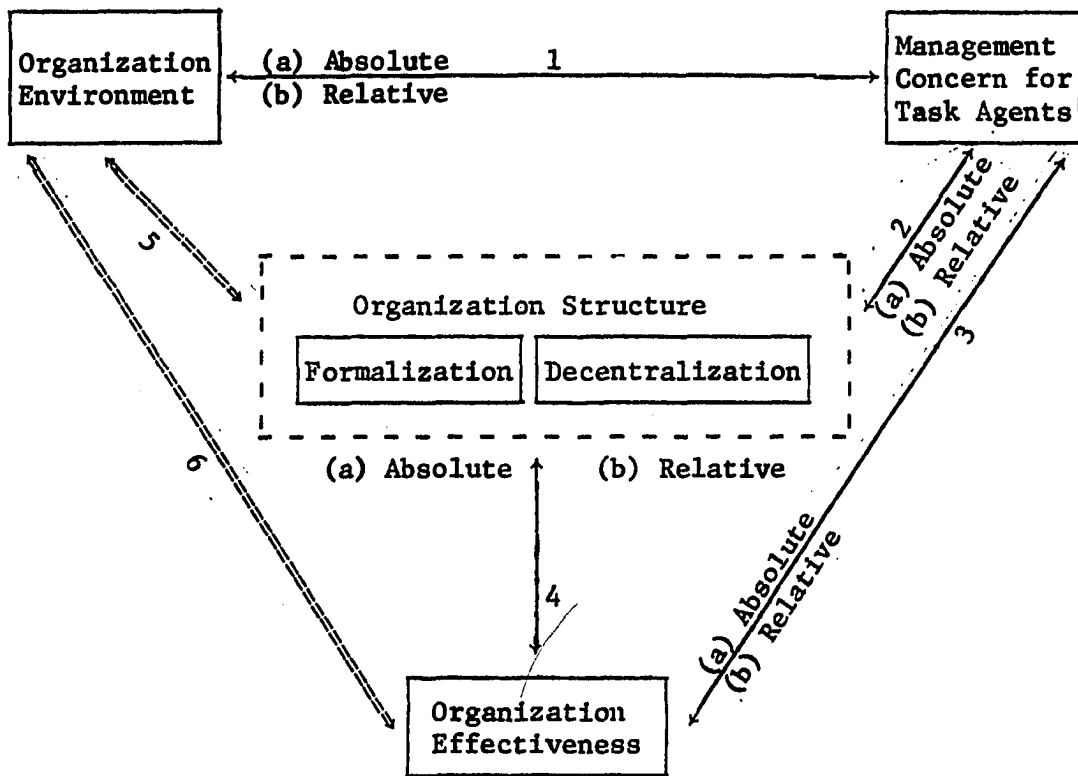 Organization
Environment
(a) Absolute 1
(b) Relative
Management
Concern for
Task Agents
5
2
(a) Absolute
(b) Relative
3
Organization Structure
Formalization Decentralization
(a) Absolute (b) Relative
6
4
(a) Absolute
(b) Relative
Organization
Effectiveness